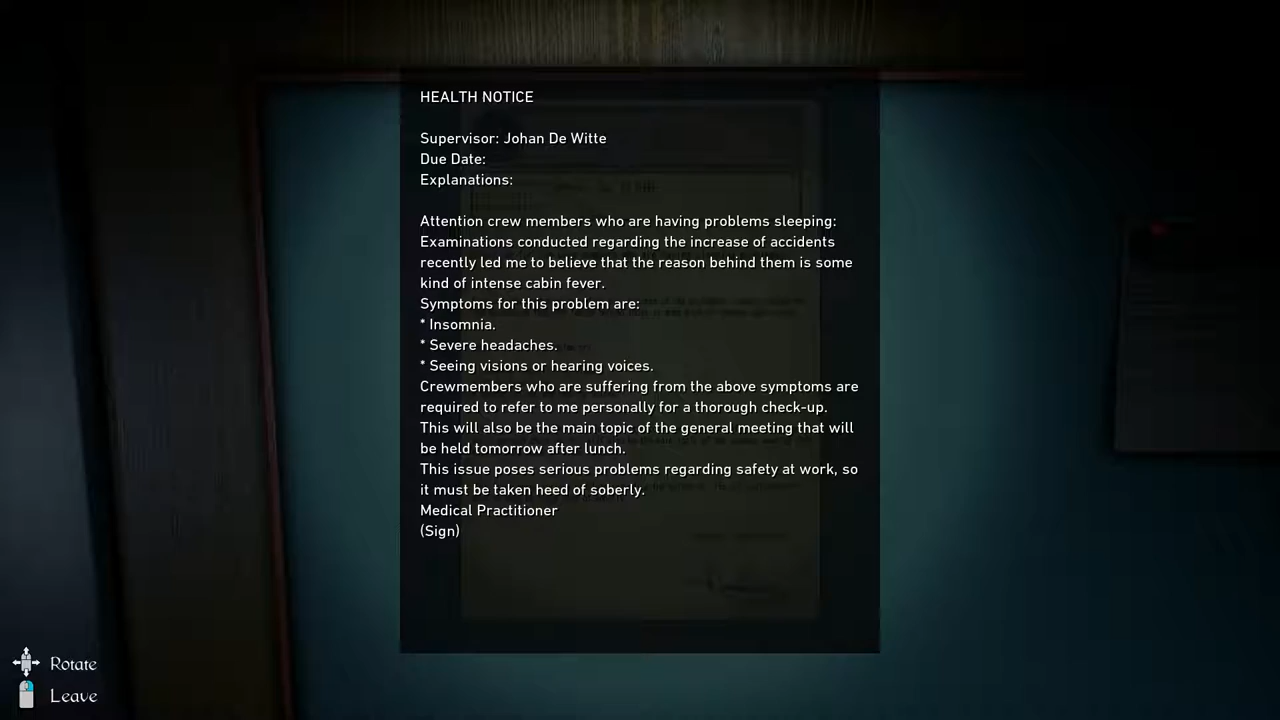 HEALTH NOTICE
Supervisor: Johan De Witte
Due Date:
Explanations:
Attention crew members who are having problems sleeping:
Examinations conducted regarding the increase of accidents
recently led me to believe that the reason behind them is some
kind of intense cabin fever.
Symptoms for this problem are:
* Insomnia.
* Severe headaches.
* Seeing visions or hearing voices.
Crewmembers who are suffering from the above symptoms are
required to refer to me personally for a thorough check-up.
This will also be the main topic of the general meeting that will
be held tomorrow after lunch.
This issue poses serious problems regarding safety at work, so
it must be taken heed of soberly.
Medical Practitioner
(Sign)
Rotate
Leave